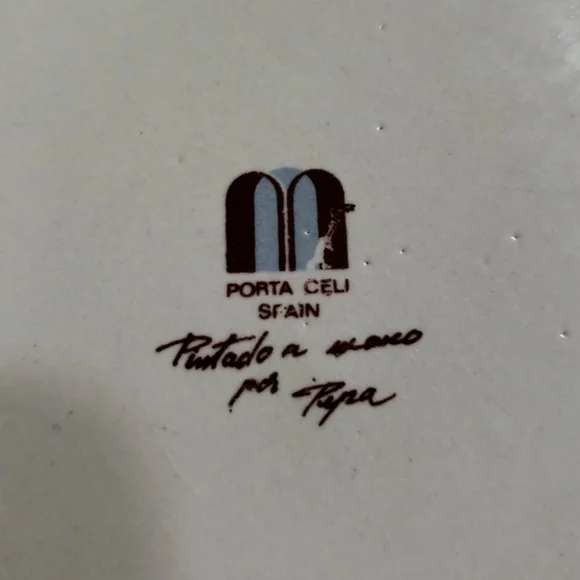 PORTA CELI
SPAIN
Pintado a mano
por Pepa